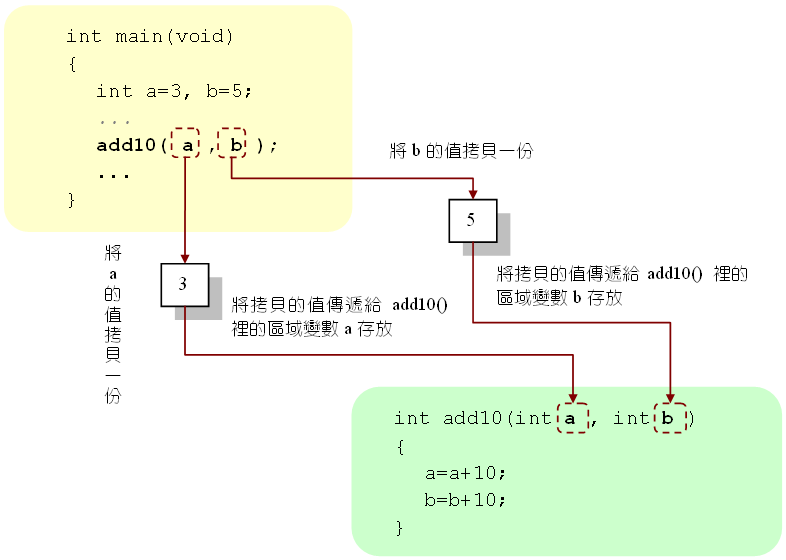 int main(void)
{
int a=3, b=5;
...
add10( a , b );
...
}
將 b 的值拷貝一份
5
將拷貝的值傳遞給 add10() 裡的
區域變數 b 存放
將
a
的
值
拷
貝
一
份
3
將拷貝的值傳遞給 add10()
裡的區域變數 a 存放
int add10(int a , int b )
{
a=a+10;
b=b+10;
}